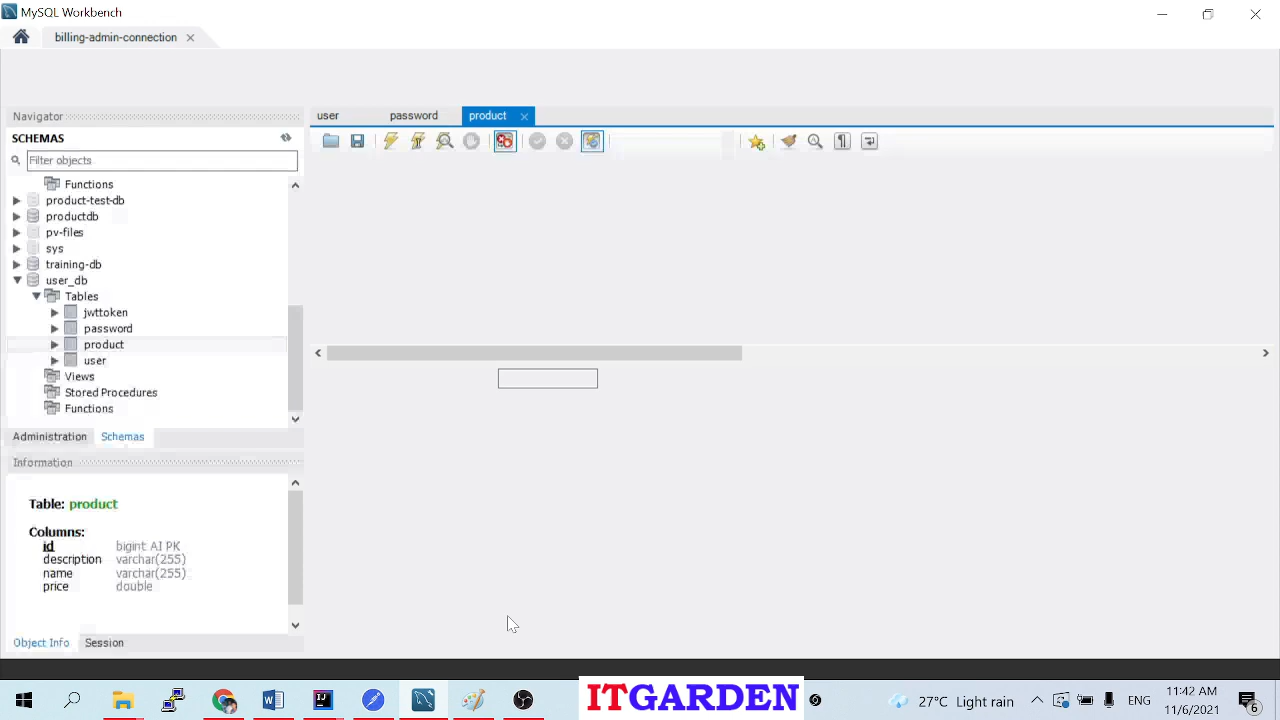 MySQL Workbench
billing-admin-connection
Navigator
SCHEMAS
Filter objects
Functions
product-test-db
productdb
pv-files
sys
training-db
user_db
Tables
jwttoken
password
product
user
Views
Stored Procedures
Functions
Administration Schemas
Information
Table: product
Columns:
id bigint AI PK
description varchar(255)
name varchar(255)
price double
Object Info Session
user password product
ITGARDEN
27°C Light rain
ENG
11:42 AM
11/6/2021
6